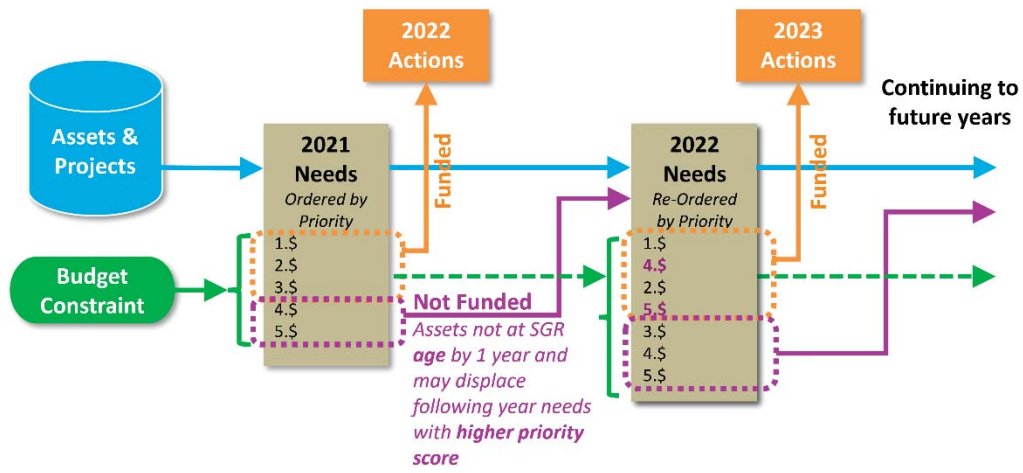 2022
Actions
2023
Actions
Continuing to
future years
Assets &
Projects
2021
Needs
Ordered by
Priority
Funded
2022
Needs
Re-Ordered
by Priority
Funded
Budget
Constraint
1.$
2.$
3.$
4.$
5.$
Not Funded
Assets not at SGR
age by 1 year and
may displace
following year needs
with higher priority
score
1.$
4.$
2.$
5.$
3.$
4.$
5.$